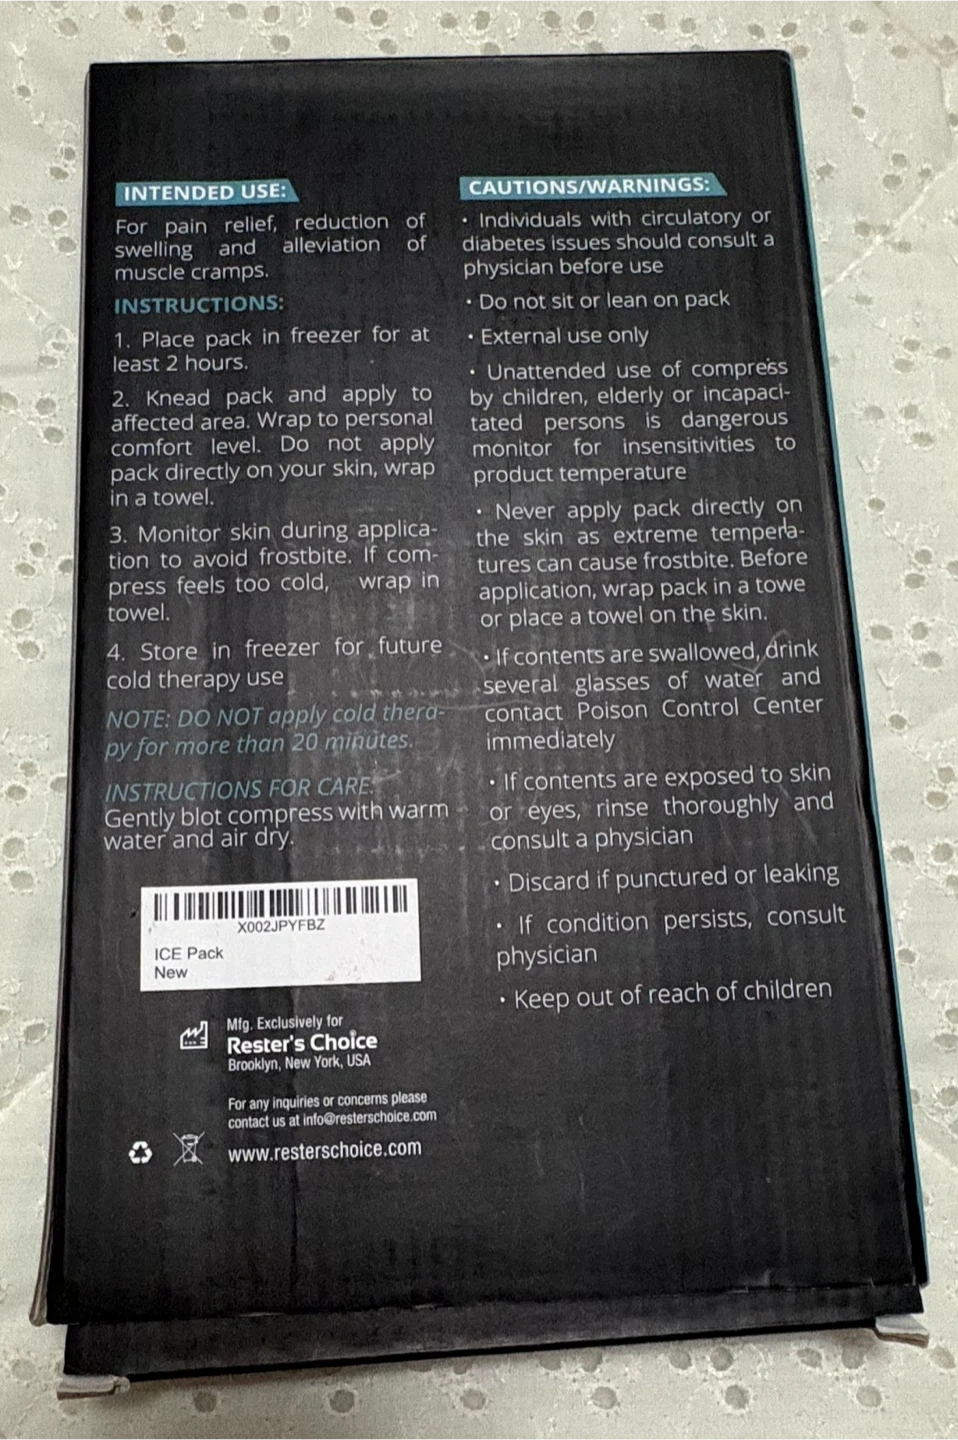 INTENDED USE:
For pain relief, reduction of
swelling and alleviation of
muscle cramps.
INSTRUCTIONS:
1. Place pack in freezer for at
least 2 hours.
2. Knead pack and apply to
affected area. Wrap to personal
comfort level. Do not apply
pack directly on your skin, wrap
in a towel.
3. Monitor skin during applica-
tion to avoid frostbite. If com-
press feels too cold, wrap in
towel.
4. Store in freezer for future
cold therapy use
NOTE: DO NOT apply cold thera-
py for more than 20 minutes.
INSTRUCTIONS FOR CARE:
Gently blot compress with warm
water and air dry.
X002JPYFBZ
ICE Pack
New
Mfg. Exclusively for
Rester's Choice
Brooklyn, New York, USA
For any inquiries or concerns please
contact us at info@resterschoice.com
www.resterschoice.com
CAUTIONS/WARNINGS:
• Individuals with circulatory or
diabetes issues should consult a
physician before use
• Do not sit or lean on pack
• External use only
• Unattended use of compress
by children, elderly or incapaci-
tated persons is dangerous
monitor for insensitivities to
product temperature
• Never apply pack directly on
the skin as extreme tempera-
tures can cause frostbite. Before
application, wrap pack in a towe
or place a towel on the skin.
• If contents are swallowed, drink
several glasses of water and
contact Poison Control Center
immediately
• If contents are exposed to skin
or eyes, rinse thoroughly and
consult a physician
• Discard if punctured or leaking
• If condition persists, consult
physician
• Keep out of reach of children